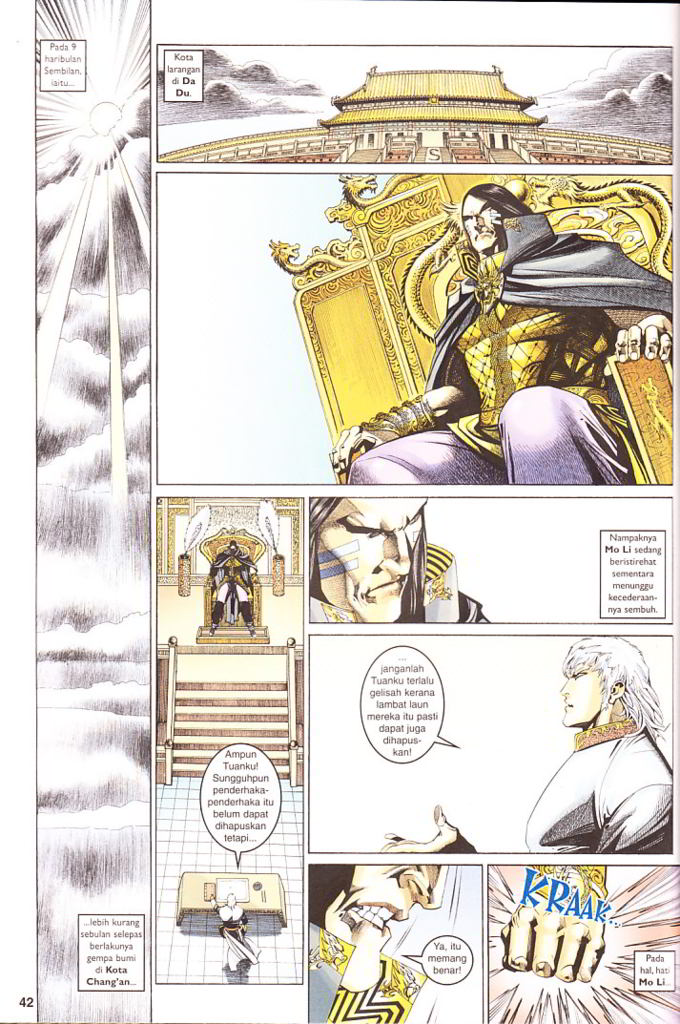 Pada 9
haribulan
Sembilan,
iaitu...
...lebih kurang
sebulan selepas
berlakunya
gempa bumi
di Kota
Chang'an...
Kota
larangan
di Da
Du.
Nampaknya
Mo Li sedang
beristirehat
sementara
menunggu
kecederaan-
nya sembuh.
Ampun
Tuanku!
Sungguhpun
penderhaka-
penderhaka itu
belum dapat
dihapuskan
tetapi...
...
janganlah
Tuanku terlalu
gelisah kerana
lambat laun
mereka itu pasti
dapat juga
dihapus-
kan!
Ya, itu
memang
benar!
KRAAK...
Pada
hal, hati
Mo Li...
42